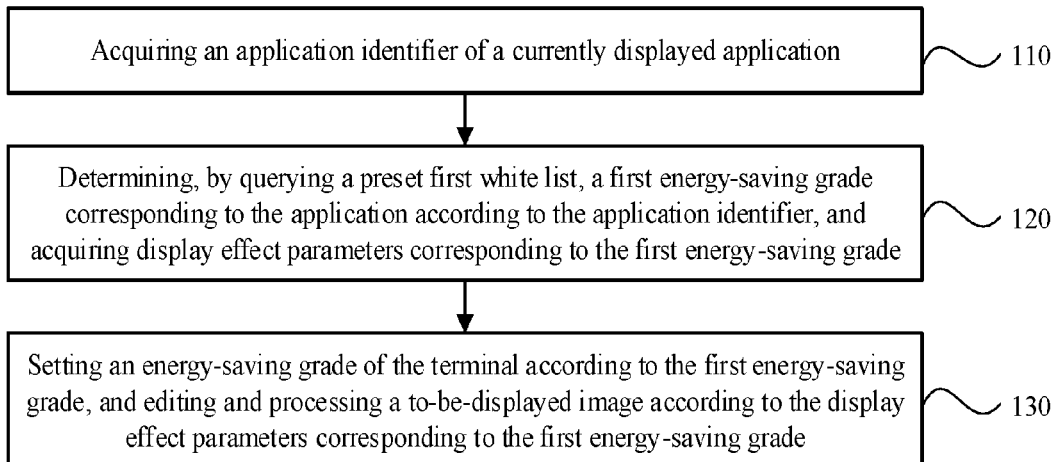 Acquiring an application identifier of a currently displayed application
110
Determining, by querying a preset first white list, a first energy-saving grade
corresponding to the application according to the application identifier, and
acquiring display effect parameters corresponding to the first energy-saving grade
120
Setting an energy-saving grade of the terminal according to the first energy-saving
grade, and editing and processing a to-be-displayed image according to the display
effect parameters corresponding to the first energy-saving grade
130